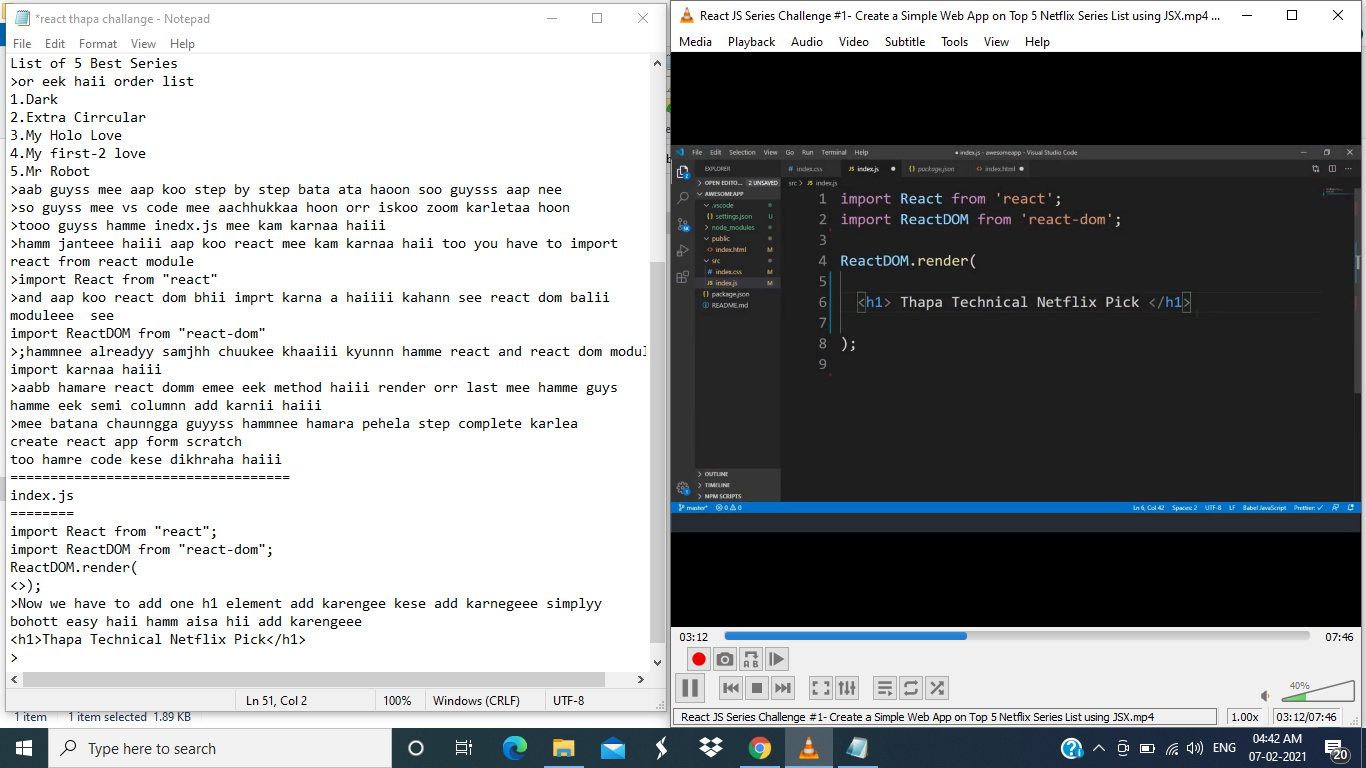 *react thapa challange - Notepad
File Edit Format View Help
List of 5 Best Series
>or eek haii order list
1.Dark
2.Extra Cirrcular
3.My Holo Love
4.My first-2 love
5.Mr Robot
>aab guyss mee aap koo step by step bata ata haoon soo guysss aap nee
>so guyss mee vs code mee aachhukkaa hoon orr iskoo zoom karletaa hoon
>tooo guyss hamme inedx.js mee kam karnaa haiii
>hamm janteee haiii aap koo react mee kam karnaa haii too you have to import
react from react module
>import React from "react"
>and aap koo react dom bhii imprt karna a haiiii kahann see react dom balii
moduleee see
import ReactDOM from "react-dom"
>;hammnee alreadyy samjhh chuukee khaaiii kyunnn hamme react and react dom modul
import karnaa haiii
>aabb hamare react domm emee eek method haiii render orr last mee hamme guys
hamme eek semi columnn add karnii haiii
>mee batana chaunngga guyyss hammnee hamara pehela step complete karlea
create react app form scratch
too hamre code kese dikhraha haiii
===================================
index.js
========
import React from "react";
import ReactDOM from "react-dom";
ReactDOM.render(
<>);
>Now we have to add one h1 element add karengee kese add karnegeee simplyy
bohott easy haii hamm aisa hii add karengeee
<h1>Thapa Technical Netflix Pick</h1>
>
Ln 51, Col 2 100% Windows (CRLF) UTF-8
1 item 1 item selected 1.89 KB
React JS Series Challenge #1- Create a Simple Web App on Top 5 Netflix Series List using JSX.mp4 ...
Media Playback Audio Video Subtitle Tools View Help
File Edit Selection View Go Run Terminal Help
● index.js - awesomeapp - Visual Studio Code
EXPLORER
index.css index.js package.json index.html
OPEN EDITO... 2 UNSAVED
src > index.js
AWESOMEAPP
.vscode
settings.json U
node_modules
public
index.html M
src
index.css M
index.js M
package.json
README.md
OUTLINE
TIMELINE
NPM SCRIPTS
1 import React from 'react';
2 import ReactDOM from 'react-dom';
3
4 ReactDOM.render(
5
6 <h1> Thapa Technical Netflix Pick </h1>
7
8 );
9
master* 0 0 Ln 6, Col 42 Spaces: 2 UTF-8 LF Babel JavaScript Prettier: ✓
03:12 07:46
A B
40%
React JS Series Challenge #1- Create a Simple Web App on Top 5 Netflix Series List using JSX.mp4 1.00x 03:12/07:46
Type here to search
ENG
04:42 AM
07-02-2021
20